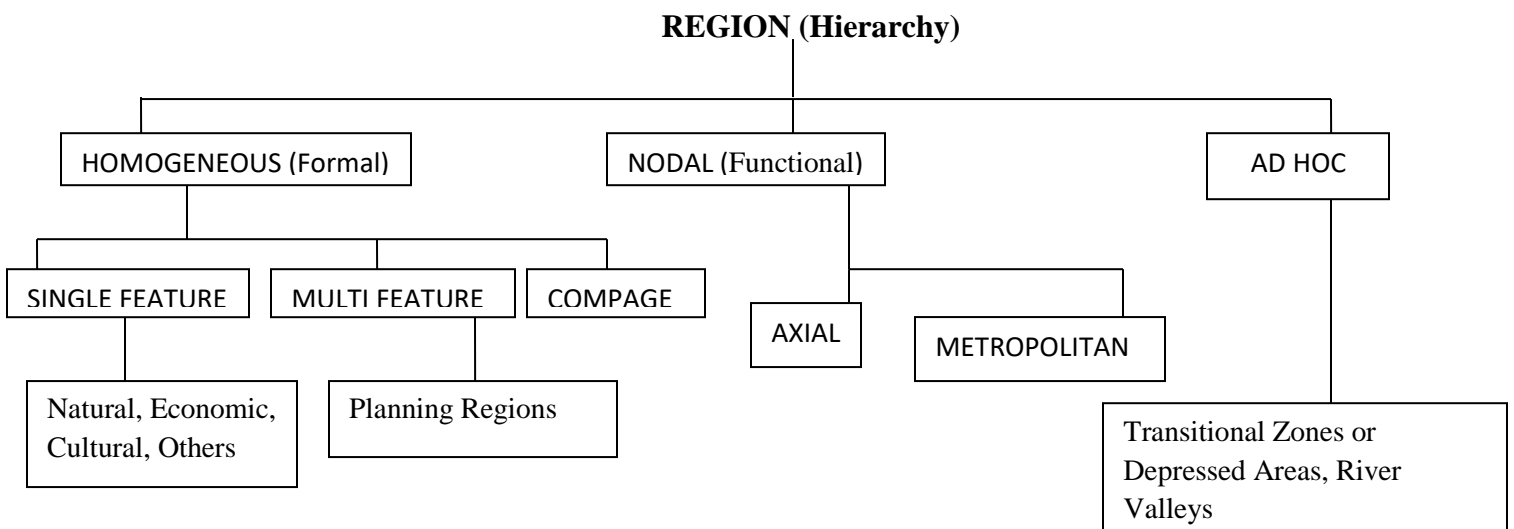 REGION (Hierarchy)
HOMOGENEOUS (Formal)
NODAL (Functional)
AD HOC
SINGLE FEATURE
MULTI FEATURE
COMPAGE
AXIAL
METROPOLITAN
Natural, Economic,
Cultural, Others
Planning Regions
Transitional Zones or
Depressed Areas, River
Valleys